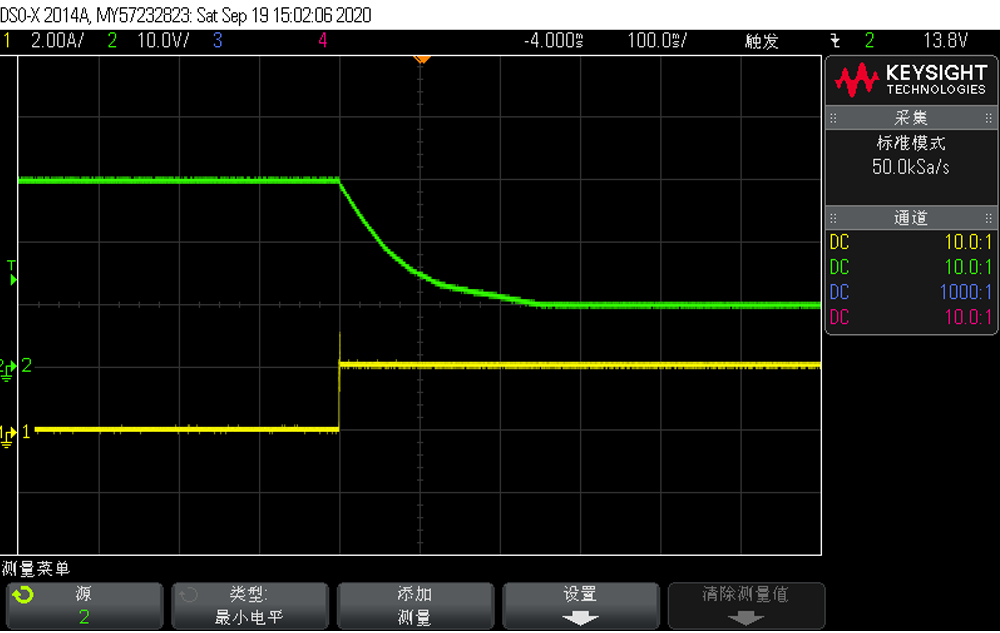 DSO-X 2014A, MY57232823: Sat Sep 19 15:02:06 2020
1 2.00A/ 2 10.0V/ 3 4 -4.000ms 100.0ms/ 触发 2 13.8V
KEYSIGHT
TECHNOLOGIES
采集
标准模式
50.0kSa/s
通道
DC 10.0:1
DC 10.0:1
DC 1000:1
DC 10.0:1
T
2 2
1 1
测量菜单
源
2
类型:
最小电平
添加
测量
设置
清除测量值